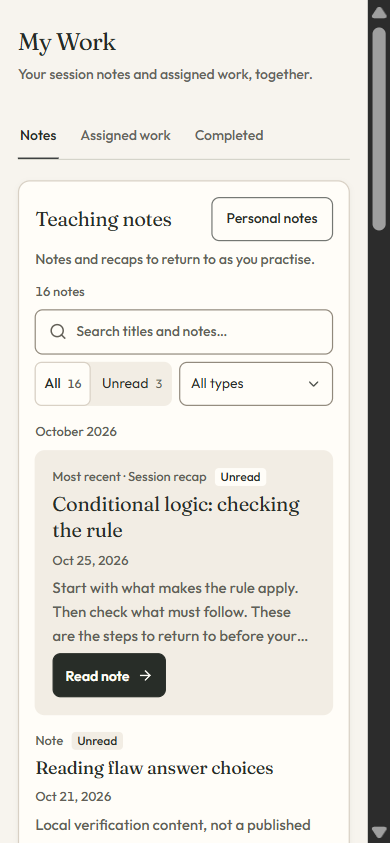 My Work
Your session notes and assigned work, together.
Notes
Assigned work
Completed
Teaching notes
Personal notes
Notes and recaps to return to as you practise.
16 notes
Search titles and notes...
All 16
Unread 3
All types
October 2026
Most recent · Session recap Unread
Conditional logic: checking
the rule
Oct 25, 2026
Start with what makes the rule apply.
Then check what must follow. These
are the steps to return to before your...
Read note →
Note Unread
Reading flaw answer choices
Oct 21, 2026
Local verification content, not a published